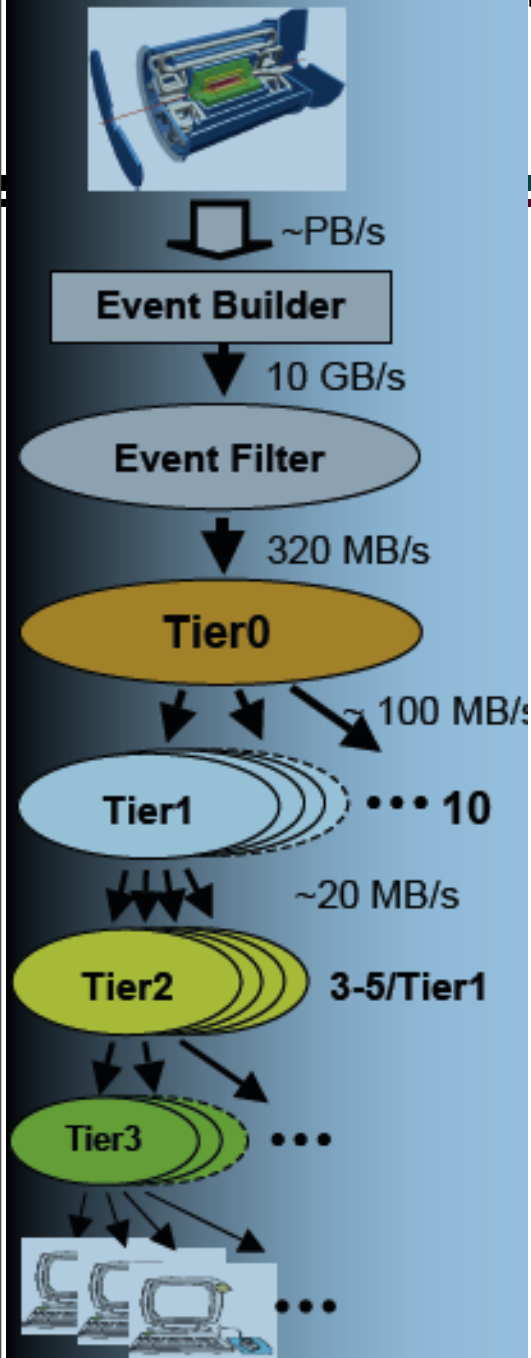 ~PB/s
Event Builder
10 GB/s
Event Filter
320 MB/s
Tier0
~ 100 MB/s
Tier1
••• 10
~20 MB/s
Tier2
3-5/Tier1
Tier3
•••
•••